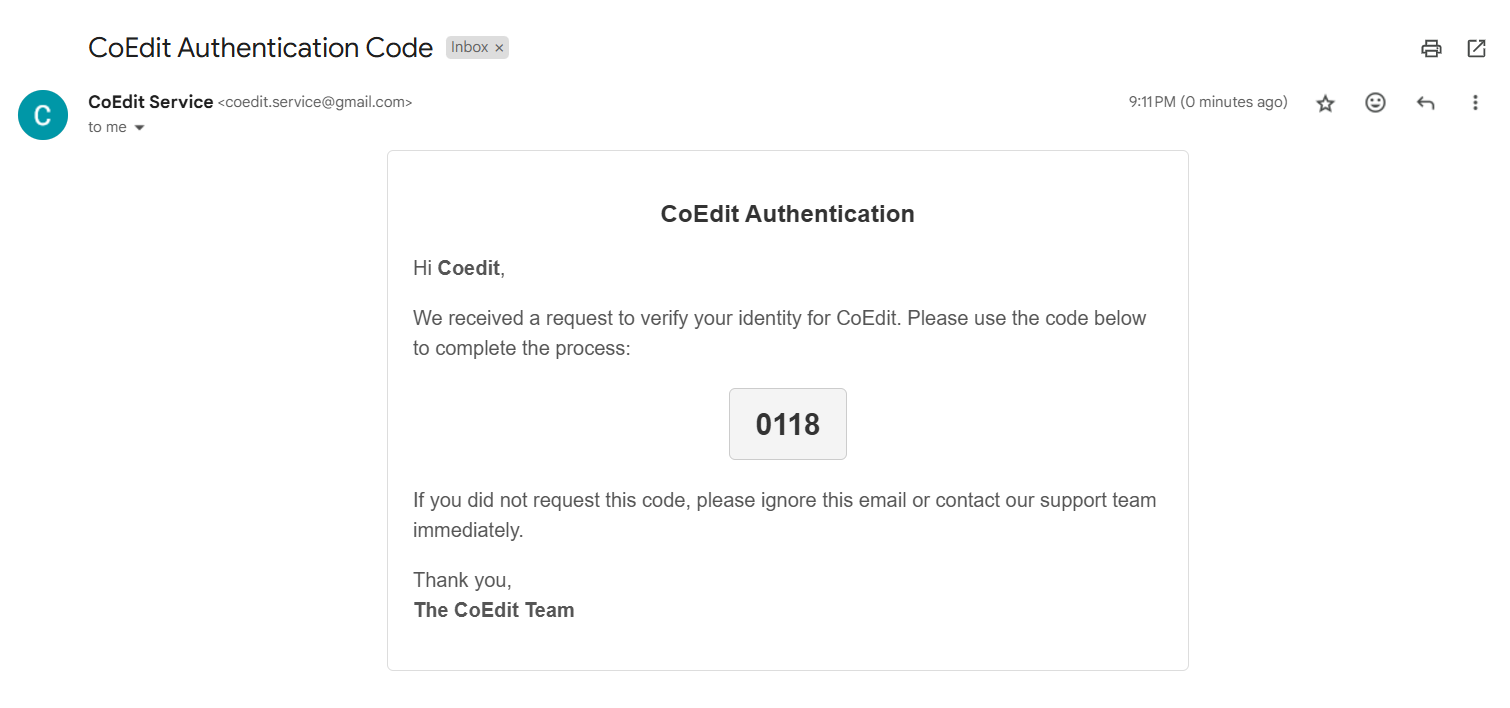 CoEdit Authentication Code Inbox ×
CoEdit Service <coedit.service@gmail.com> 9:11 PM (0 minutes ago)
to me
C
CoEdit Authentication
Hi Coedit,
We received a request to verify your identity for CoEdit. Please use the code below
to complete the process:
0118
If you did not request this code, please ignore this email or contact our support team
immediately.
Thank you,
The CoEdit Team